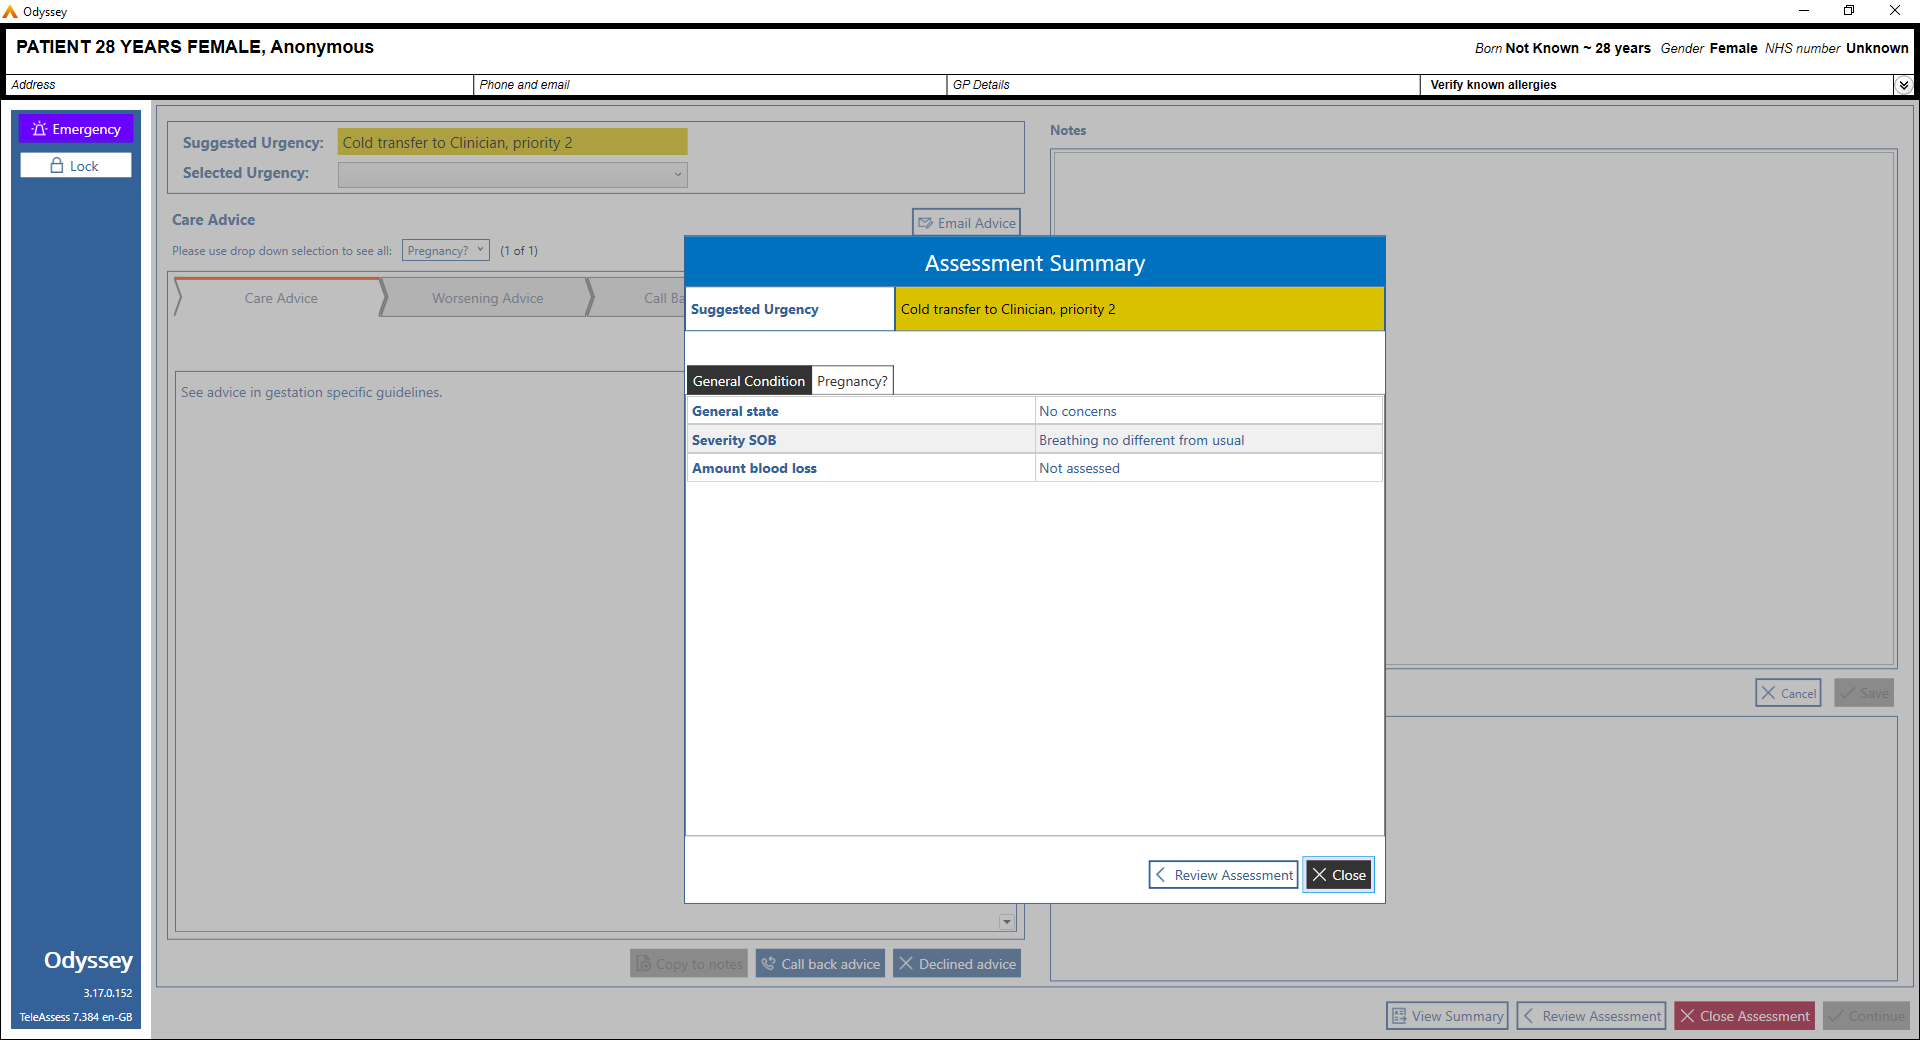 Odyssey
PATIENT 28 YEARS FEMALE, Anonymous
Born Not Known ~ 28 years Gender Female NHS number Unknown
Address
Phone and email
GP Details
Verify known allergies
Emergency
Lock
Suggested Urgency: Cold transfer to Clinician, priority 2
Selected Urgency:
Care Advice
Email Advice
Please use drop down selection to see all: Pregnancy? (1 of 1)
Care Advice
Worsening Advice
Call Ba
See advice in gestation specific guidelines.
Notes
Assessment Summary
Suggested Urgency
Cold transfer to Clinician, priority 2
General Condition
Pregnancy?
General state
No concerns
Severity SOB
Breathing no different from usual
Amount blood loss
Not assessed
Review Assessment
Close
Cancel
Save
Copy to notes
Call back advice
Declined advice
Odyssey
3.17.0.152
TeleAssess 7.384 en-GB
View Summary
Review Assessment
Close Assessment
Continue